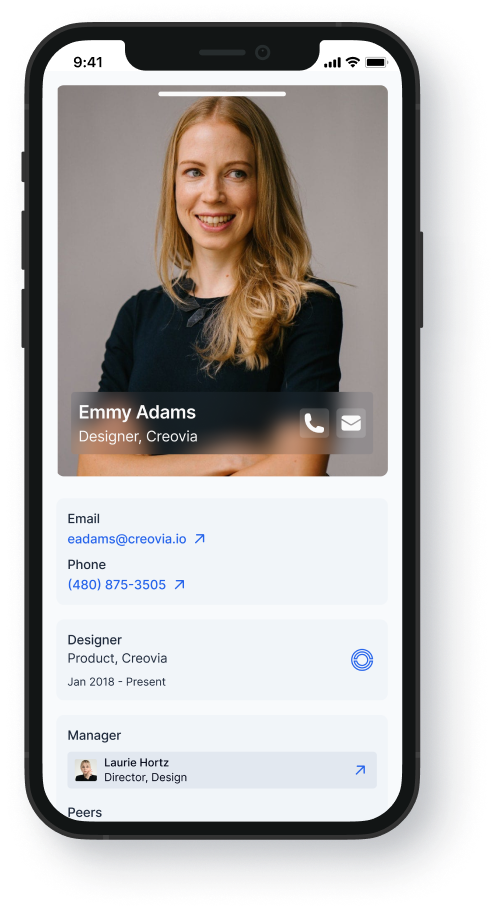 9:41
Emmy Adams
Designer, Creovia
Email
eadams@creovia.io
Phone
(480) 875-3505
Designer
Product, Creovia
Jan 2018 - Present
Manager
Laurie Hortz
Director, Design
Peers